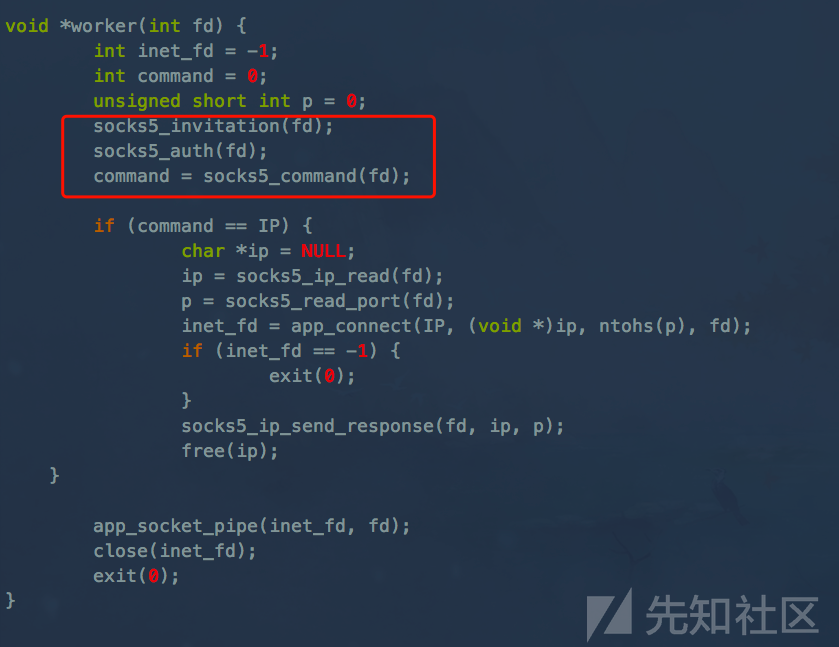 void *worker(int fd) {
        int inet_fd = -1;
        int command = 0;
        unsigned short int p = 0;
        socks5_invitation(fd);
        socks5_auth(fd);
        command = socks5_command(fd);
        if (command == IP) {
                char *ip = NULL;
                ip = socks5_ip_read(fd);
                p = socks5_read_port(fd);
                inet_fd = app_connect(IP, (void *)ip, ntohs(p), fd);
                if (inet_fd == -1) {
                        exit(0);
                }
                socks5_ip_send_response(fd, ip, p);
                free(ip);
    }
        app_socket_pipe(inet_fd, fd);
        close(inet_fd);
        exit(0);
}
先知社区